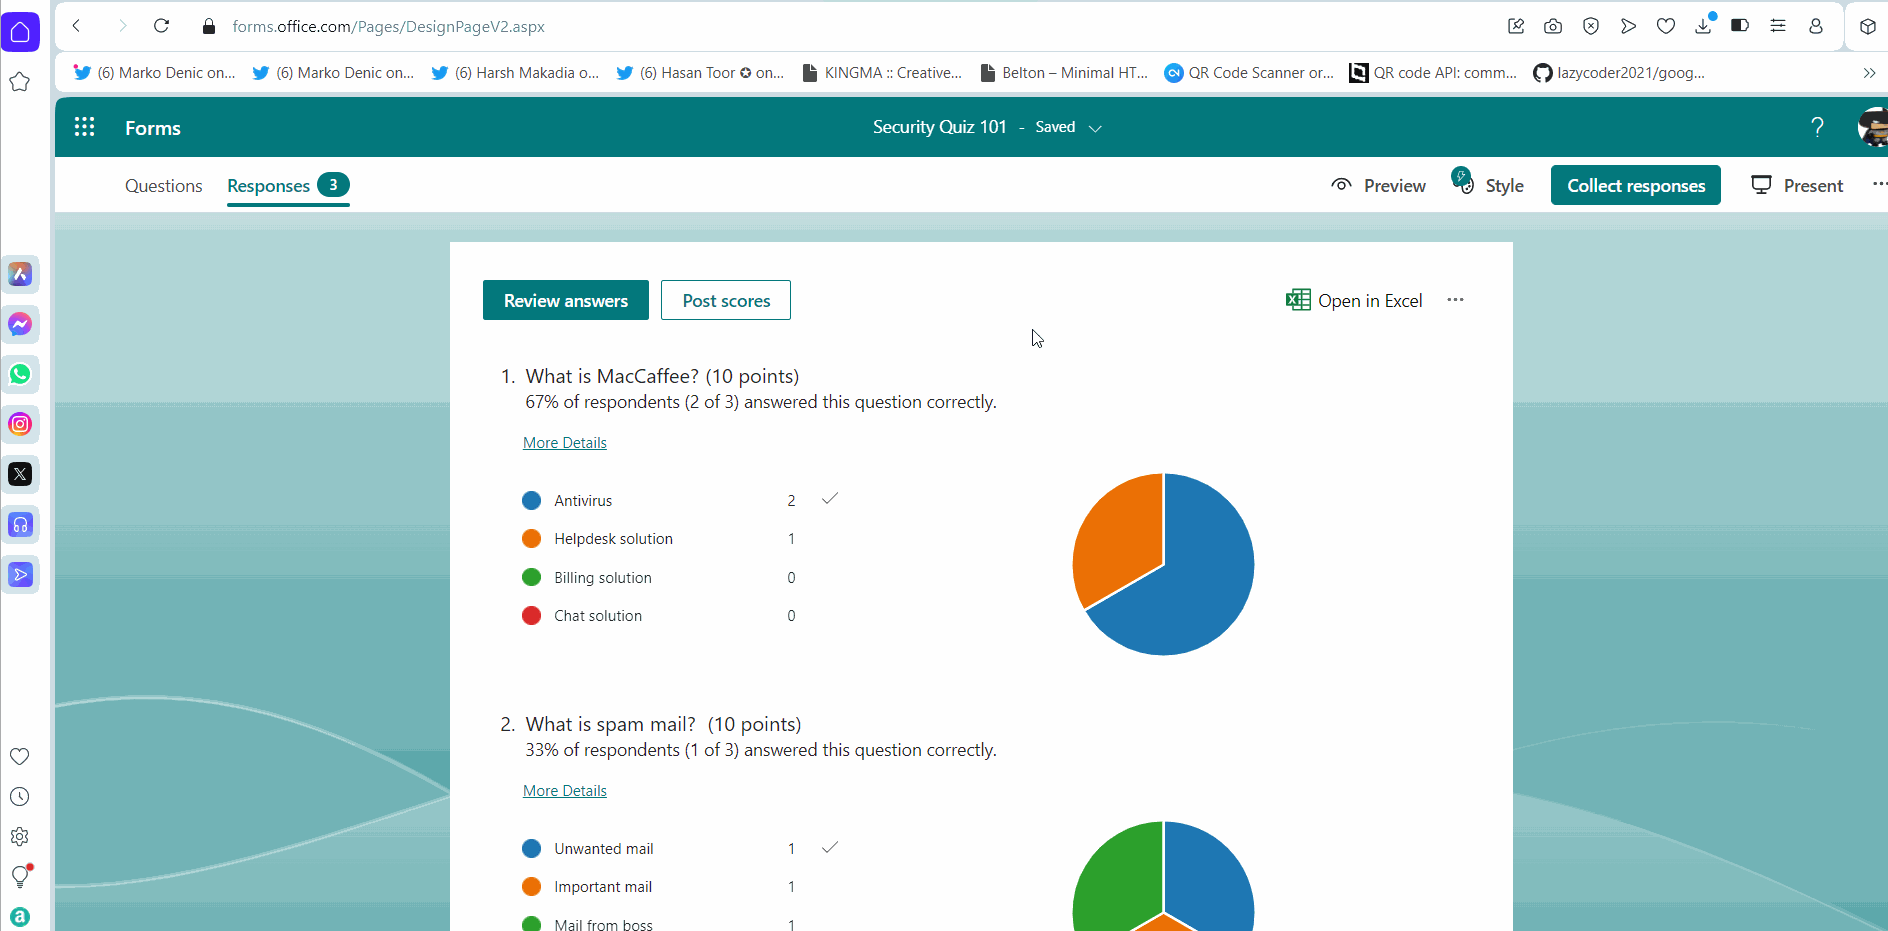 forms.office.com/Pages/DesignPageV2.aspx
(6) Marko Denic on... (6) Marko Denic on... (6) Harsh Makadia o... (6) Hasan Toor ✪ on... KINGMA :: Creative... Belton – Minimal HT... QR Code Scanner or... QR code API: comm... lazycoder2021/goog...
Forms
Security Quiz 101 - Saved
?
Questions Responses 3 Preview Style Collect responses Present ...
Review answers Post scores Open in Excel ...
1. What is MacCaffee? (10 points)
67% of respondents (2 of 3) answered this question correctly.
More Details
Antivirus 2
Helpdesk solution 1
Billing solution 0
Chat solution 0
2. What is spam mail? (10 points)
33% of respondents (1 of 3) answered this question correctly.
More Details
Unwanted mail 1
Important mail 1
Mail from boss 1
a